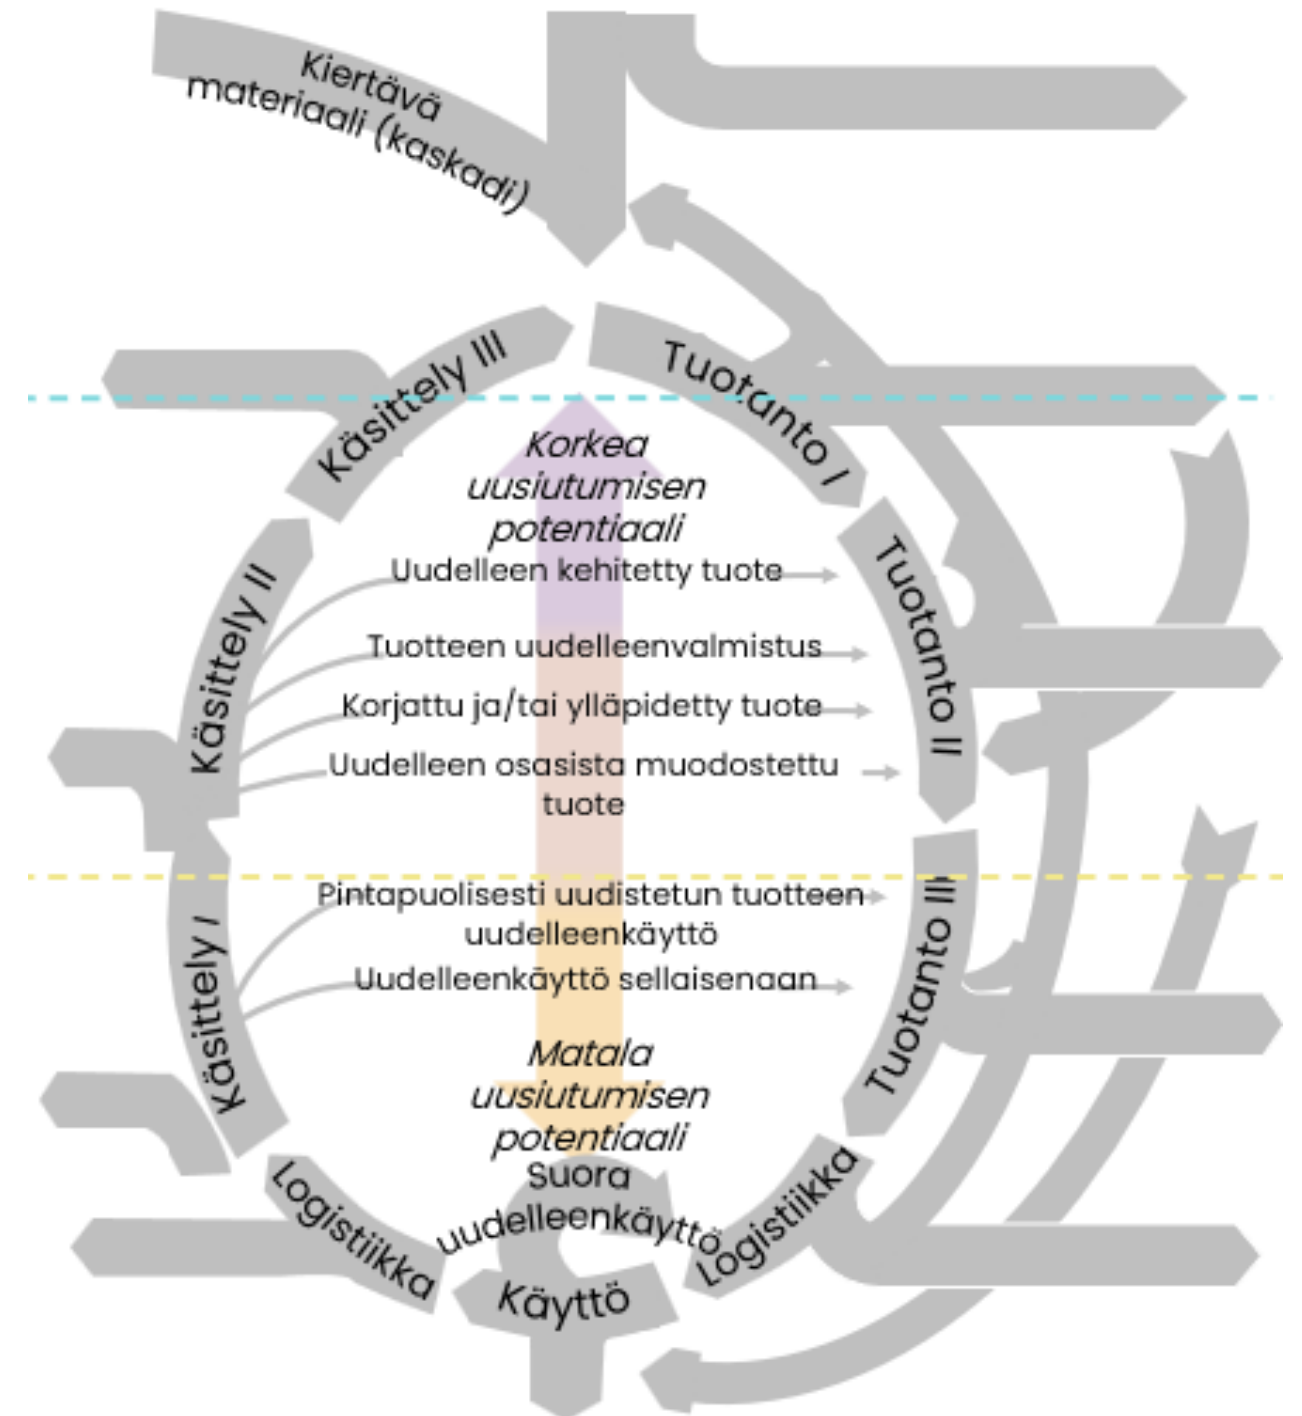 Kiertävä
materiaali (kaskadi)
Käsittely III
Tuotanto I
Korkea
uusiutumisen
potentiaali
Uudelleen kehitetty tuote
Käsittely II
Tuotanto II
Tuotteen uudelleenvalmistus
Korjattu ja/tai ylläpidetty tuote
Uudelleen osasista muodostettu
tuote
Pintapuolisesti uudistetun tuotteen
uudelleenkäyttö
Käsittely I
Tuotanto III
Uudelleenkäyttö sellaisenaan
Matala
uusiutumisen
potentiaali
Suora
uudelleenkäyttö
Logistiikka
Logistiikka
Käyttö